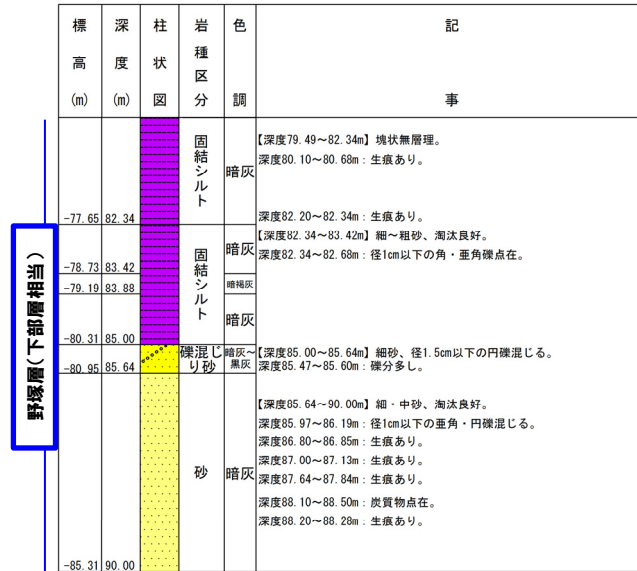 標高(m)
深度(m)
柱状図
岩種区分
色調
記事
野塚層(下部層相当)
固結シルト
暗灰
【深度79.49~82.34m】塊状無層理。
深度80.10~80.68m：生痕あり。
深度82.20~82.34m：生痕あり。
-77.65 82.34
固結シルト
暗灰
【深度82.34~83.42m】細~粗砂、淘汰良好。
深度82.34~82.68m：径1cm以下の角・亜角礫点在。
-78.73 83.42
暗褐灰
-79.19 83.88
暗灰
-80.31 85.00
礫混じり砂
暗灰~黒灰
【深度85.00~85.64m】細砂、径1.5cm以下の円礫混じる。
深度85.47~85.60m：礫分多し。
-80.95 85.64
砂
暗灰
【深度85.64~90.00m】細・中砂、淘汰良好。
深度85.97~86.19m：径1cm以下の亜角・円礫混じる。
深度86.80~86.85m：生痕あり。
深度87.00~87.13m：生痕あり。
深度87.64~87.84m：生痕あり。
深度88.10~88.50m：炭質物点在。
深度88.20~88.28m：生痕あり。
-85.31 90.00